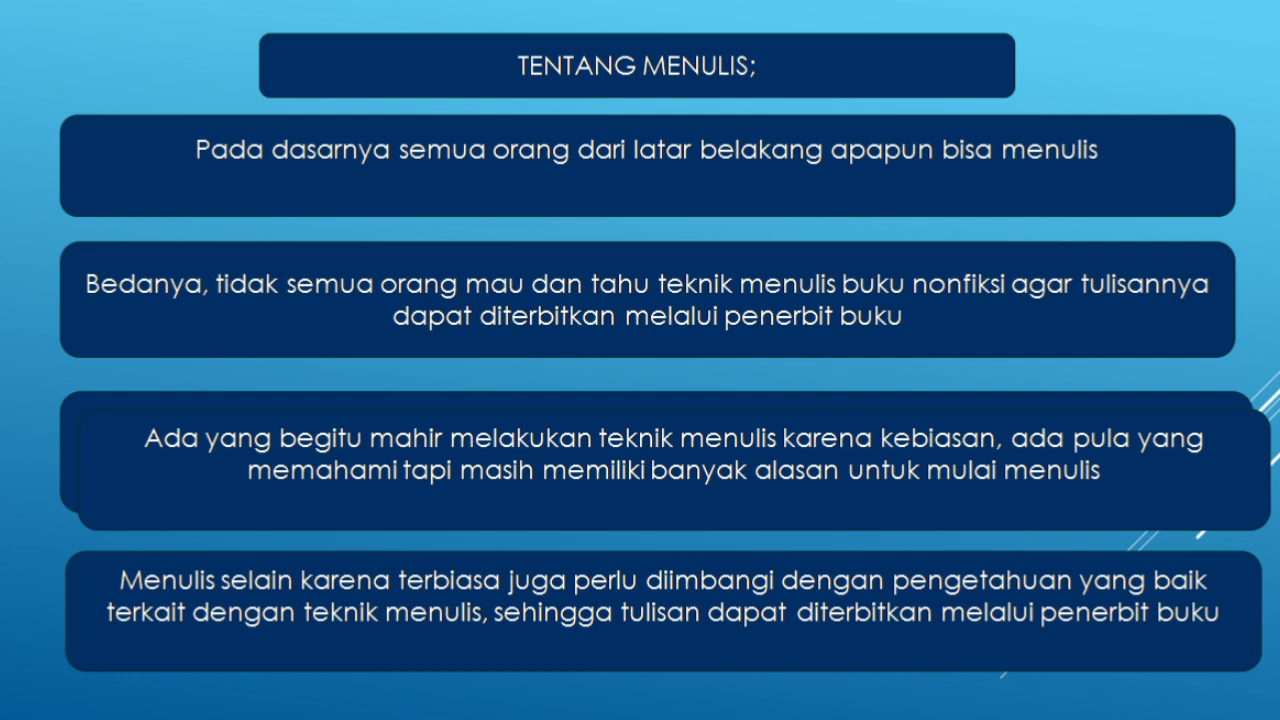 TENTANG MENULIS;
Pada dasarnya semua orang dari latar belakang apapun bisa menulis
Bedanya, tidak semua orang mau dan tahu teknik menulis buku nonfiksi agar tulisannya
dapat diterbitkan melalui penerbit buku
Ada yang begitu mahir melakukan teknik menulis karena kebiasan, ada pula yang
memahami tapi masih memiliki banyak alasan untuk mulai menulis
Menulis selain karena terbiasa juga perlu diimbangi dengan pengetahuan yang baik
terkait dengan teknik menulis, sehingga tulisan dapat diterbitkan melalui penerbit buku